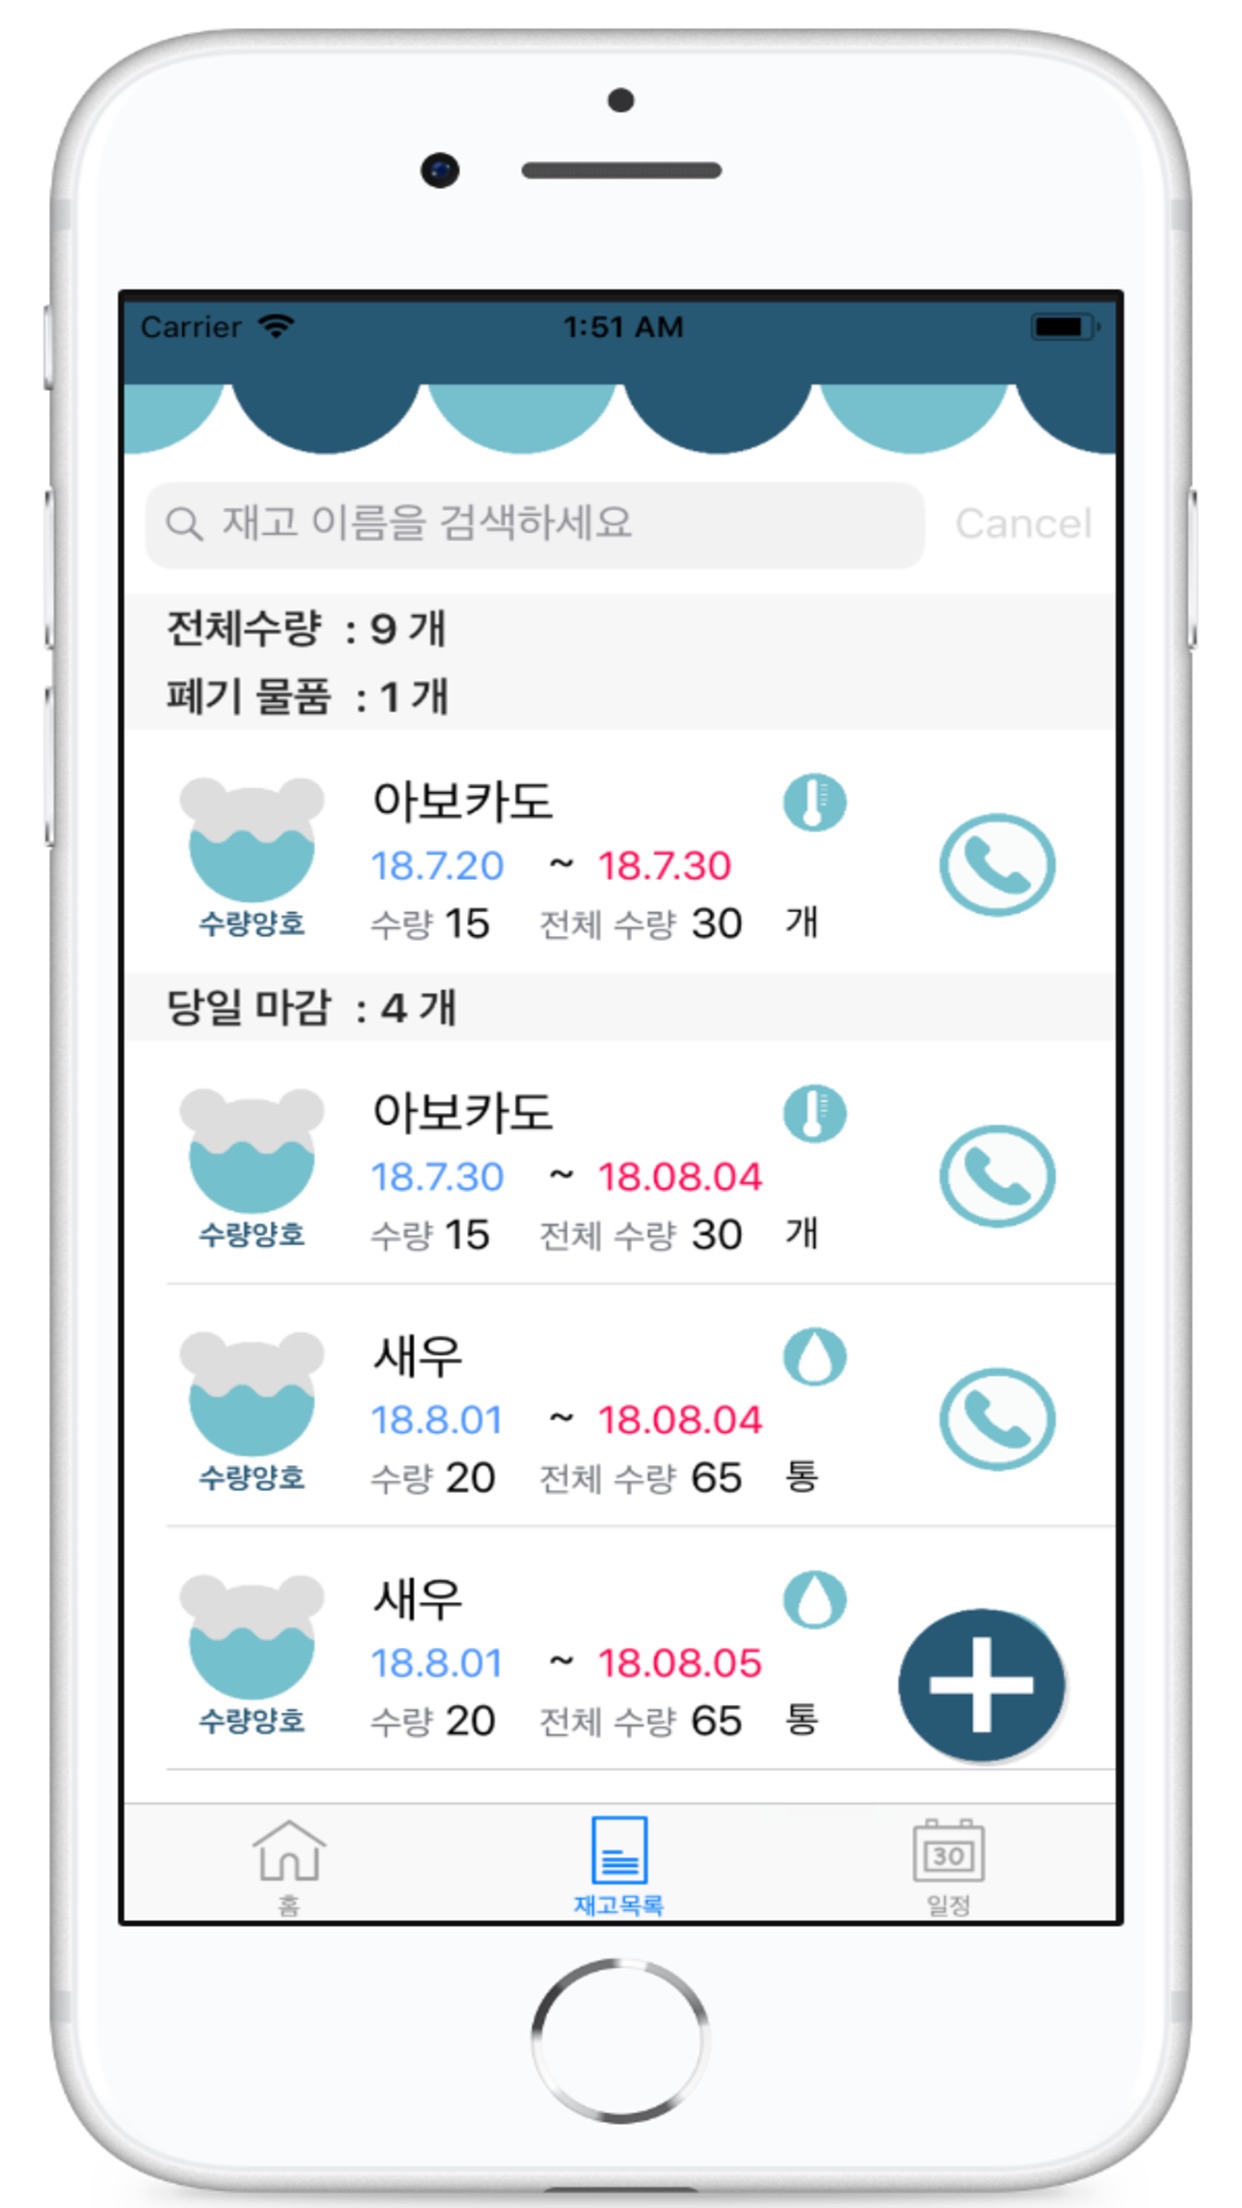 Carrier 1:51 AM
재고 이름을 검색하세요 Cancel
전체수량 : 9 개
폐기 물품 : 1 개
아보카도
18.7.20 ~ 18.7.30
수량양호 수량 15 전체 수량 30 개
당일 마감 : 4 개
아보카도
18.7.30 ~ 18.08.04
수량양호 수량 15 전체 수량 30 개
새우
18.8.01 ~ 18.08.04
수량양호 수량 20 전체 수량 65 통
새우
18.8.01 ~ 18.08.05
수량양호 수량 20 전체 수량 65 통
30
홈 재고목록 일정